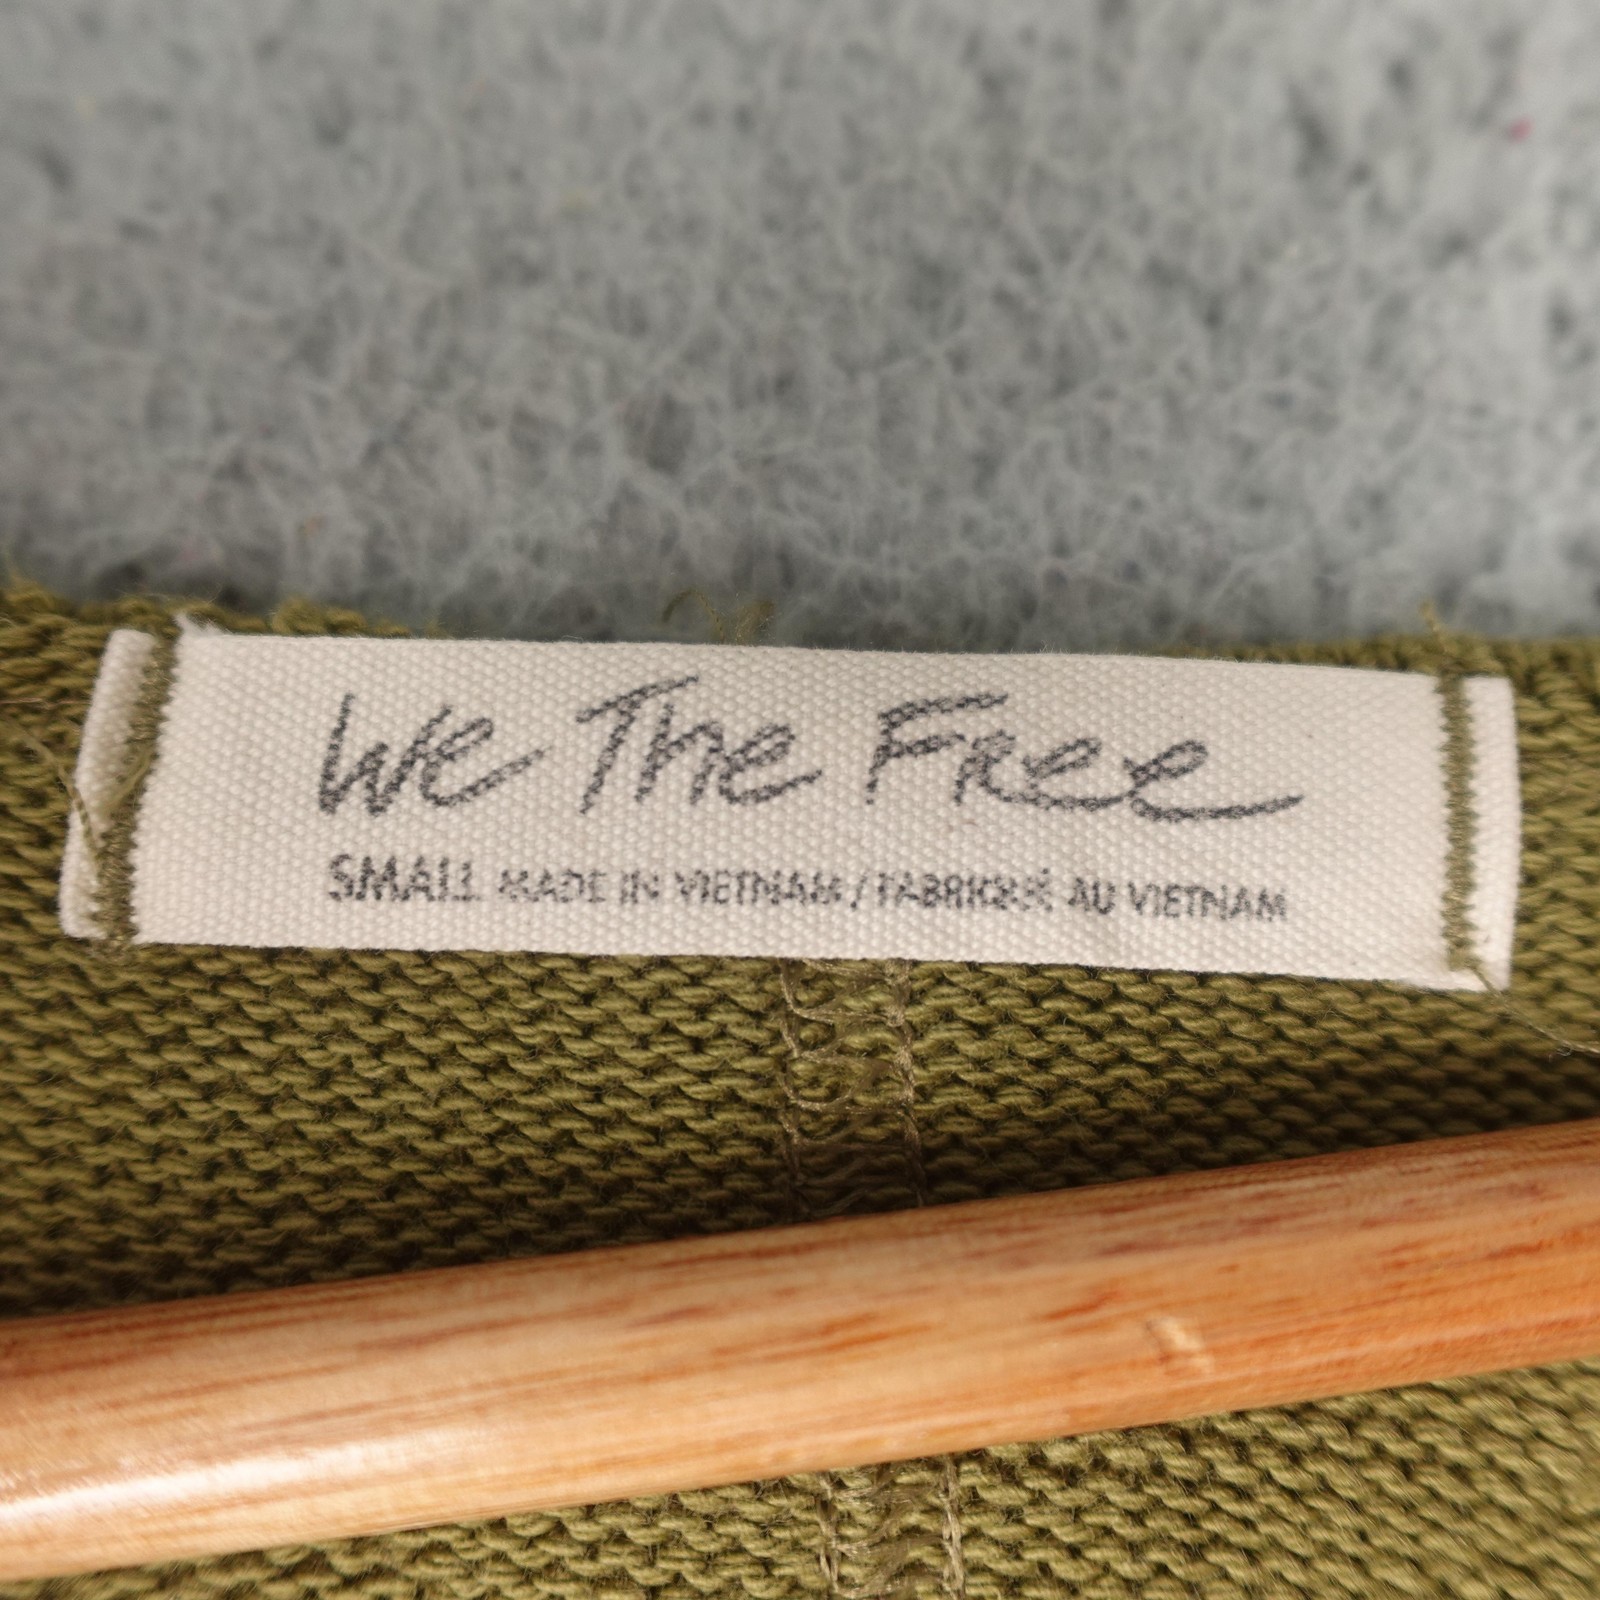 We The Free
SMALL MADE IN VIETNAM / FABRIQUÉ AU VIETNAM